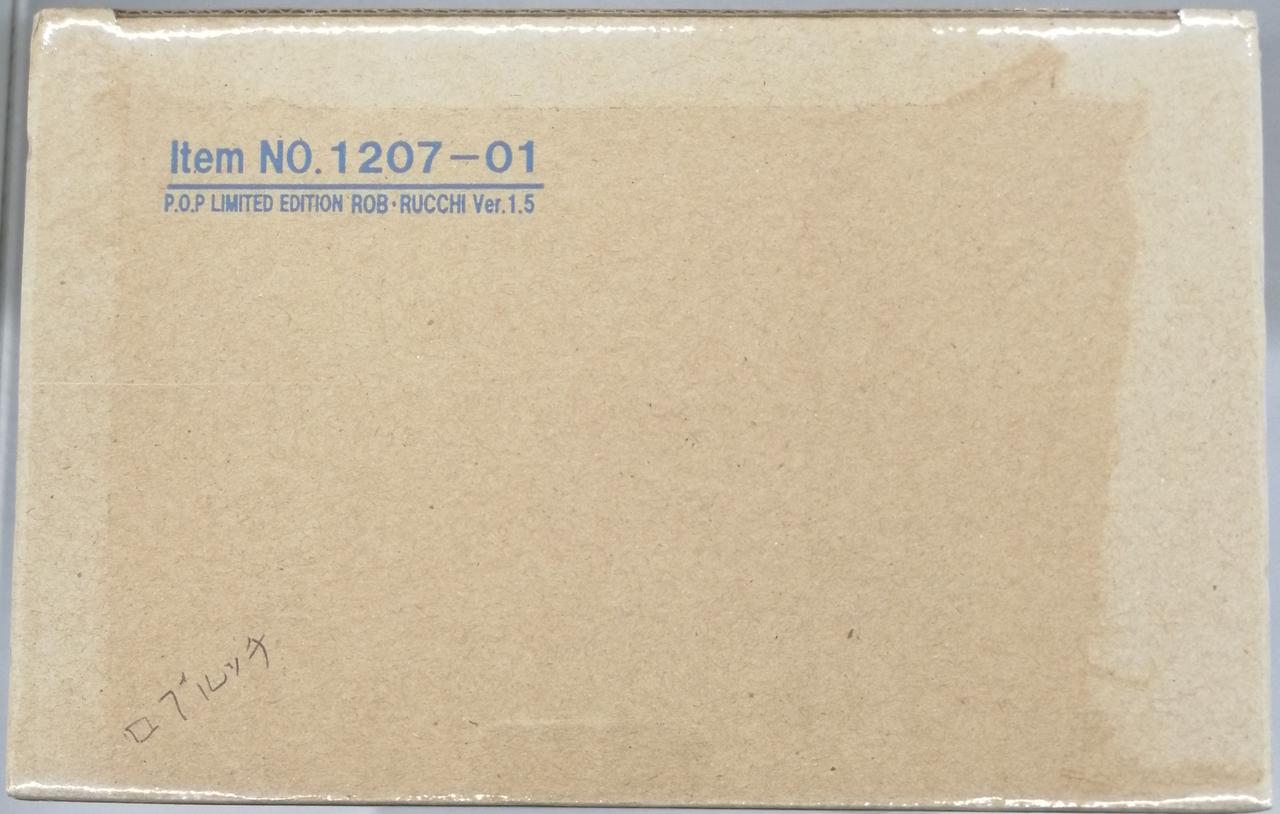 Item NO.1207-01
P.O.P LIMITED EDITION ROB・RUCCHI Ver.1.5
ロブルッチ